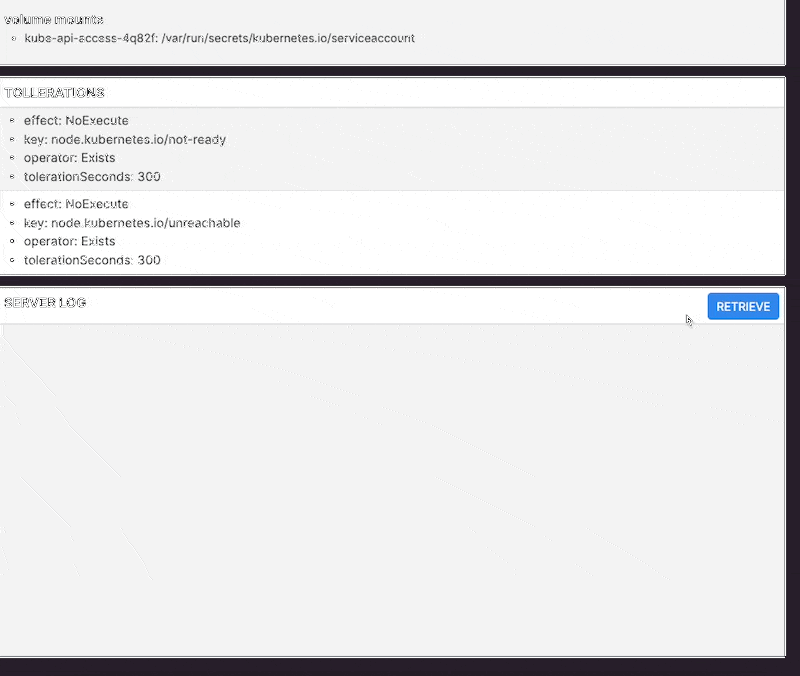 volume mounts
kube-api-access-4q82f: /var/run/secrets/kubernetes.io/serviceaccount
TOLLERATIONS
effect: NoExecute
key: node.kubernetes.io/not-ready
operator: Exists
tolerationSeconds: 300
effect: NoExecute
key: node.kubernetes.io/unreachable
operator: Exists
tolerationSeconds: 300
SERVER LOG
RETRIEVE